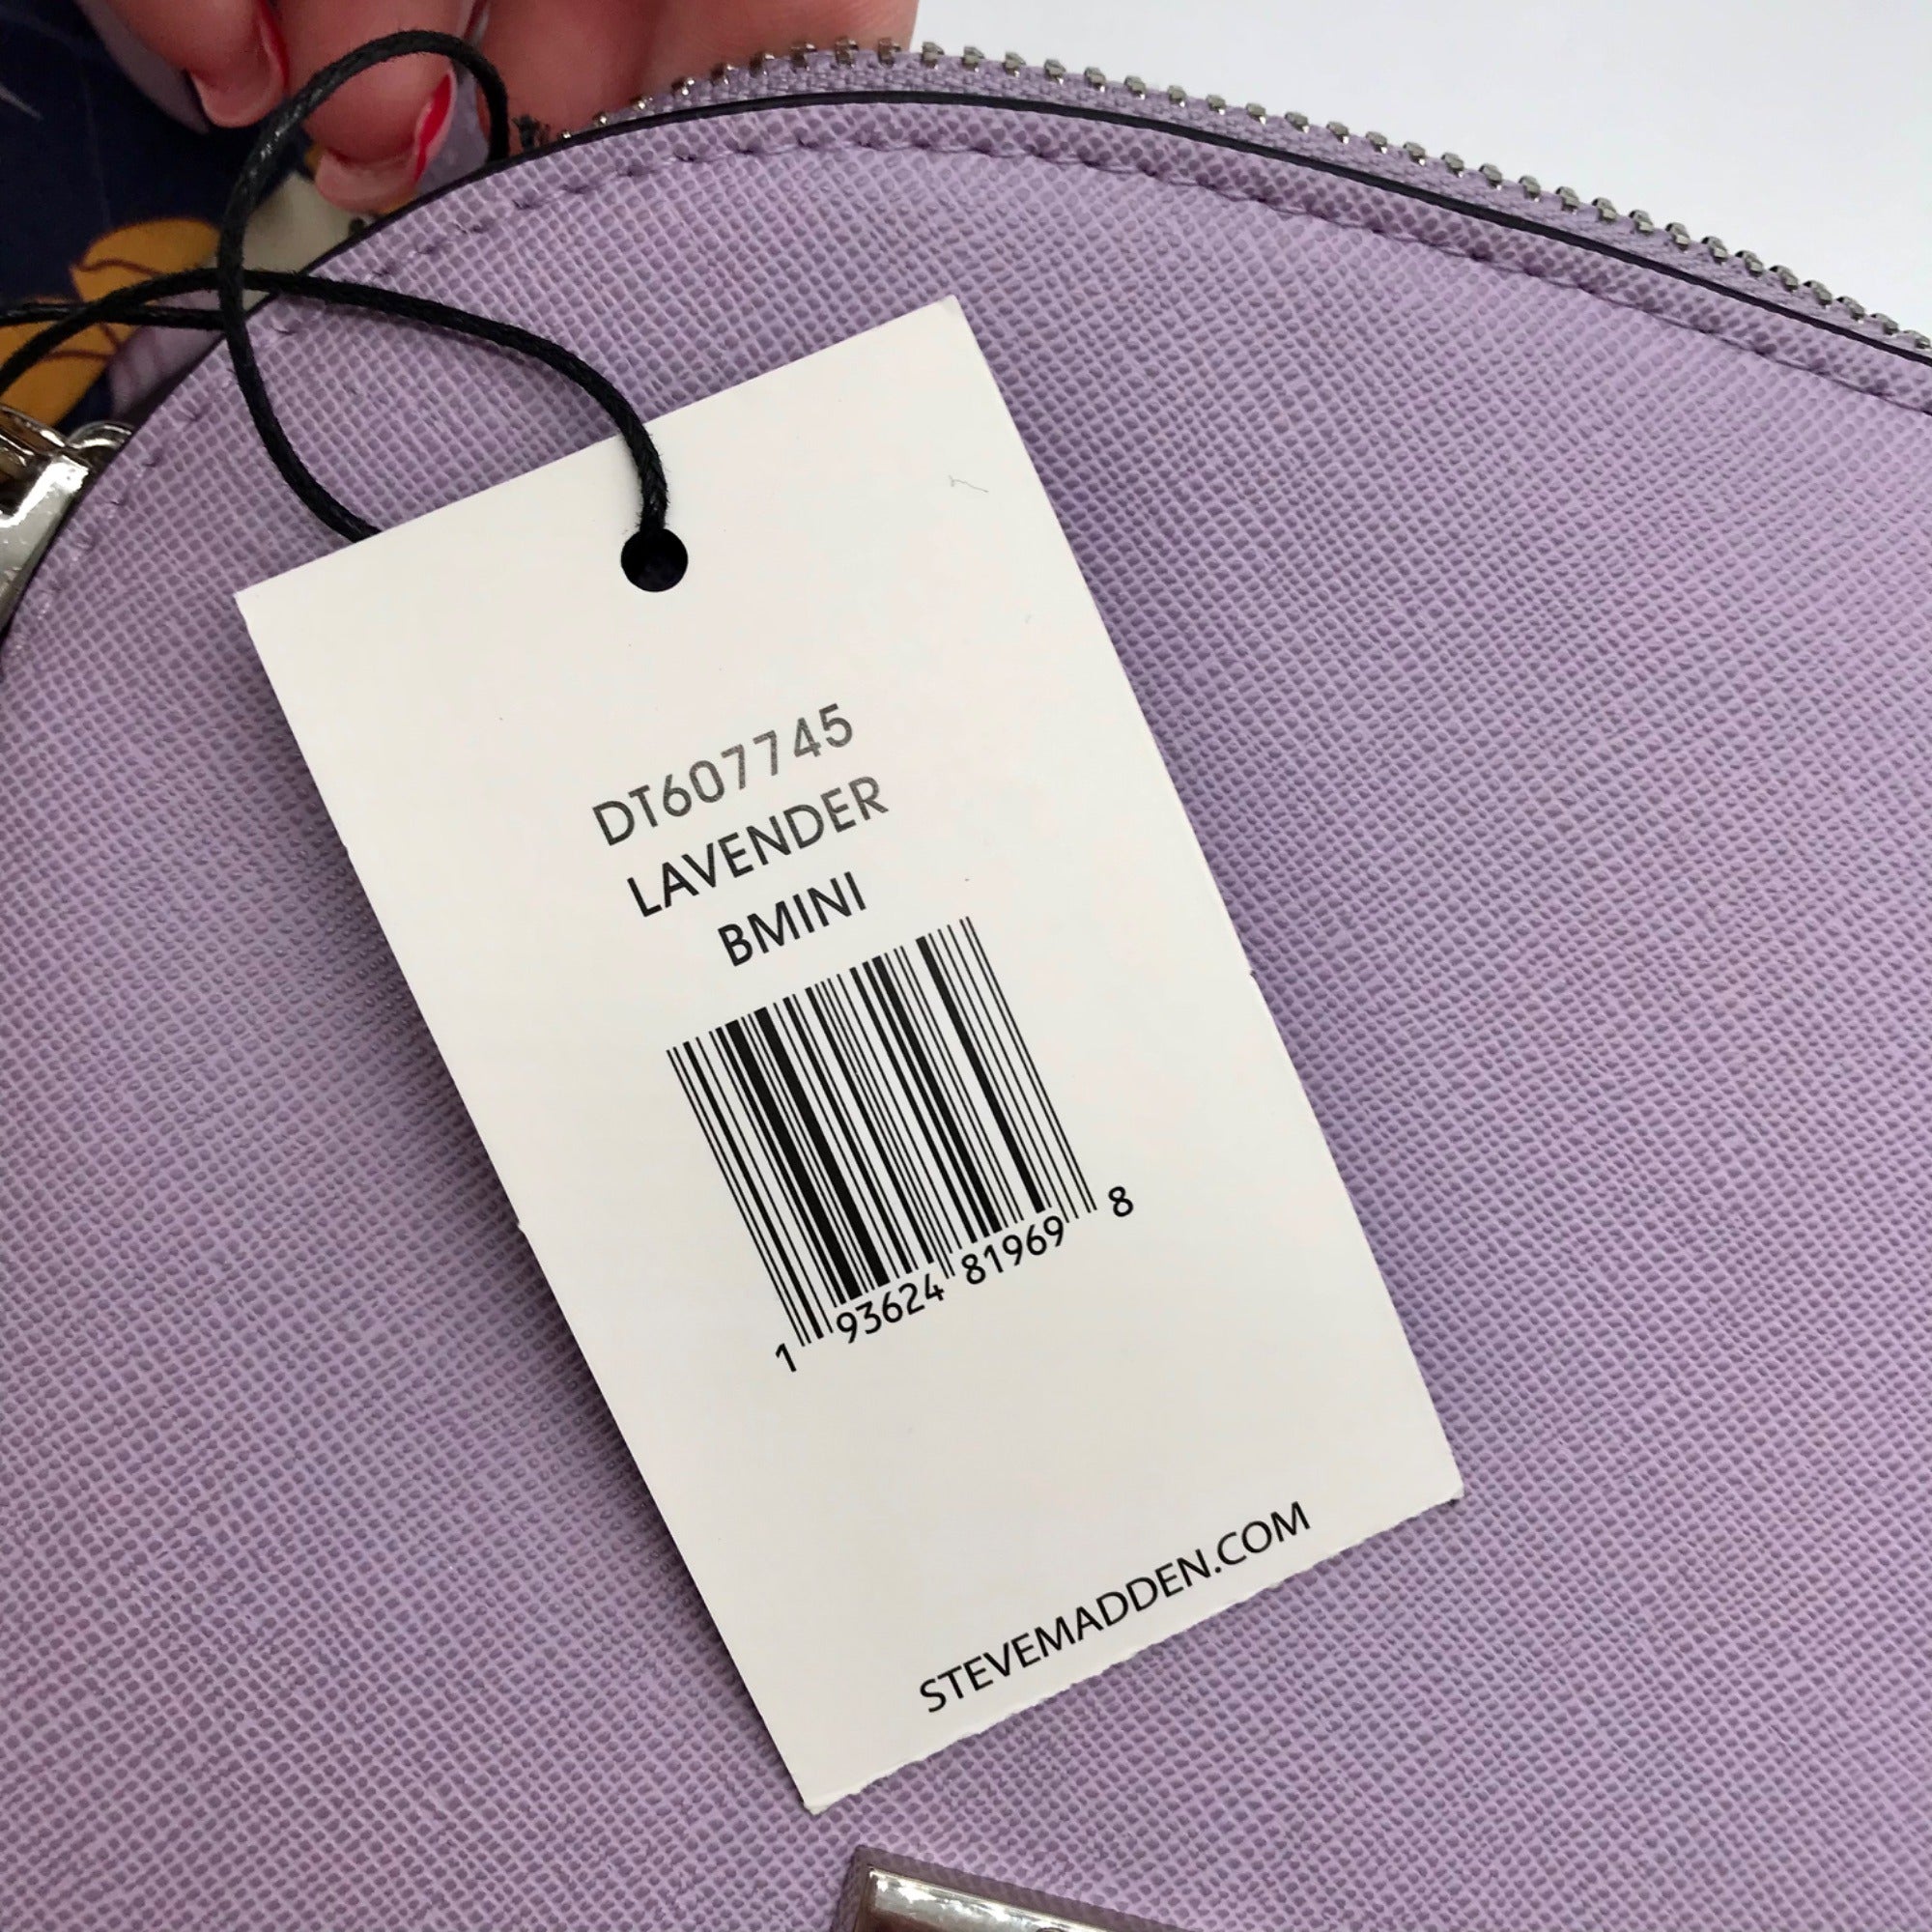 DT607745
LAVENDER
BMINI
1 93624 81969 8
STEVEMADDEN.COM